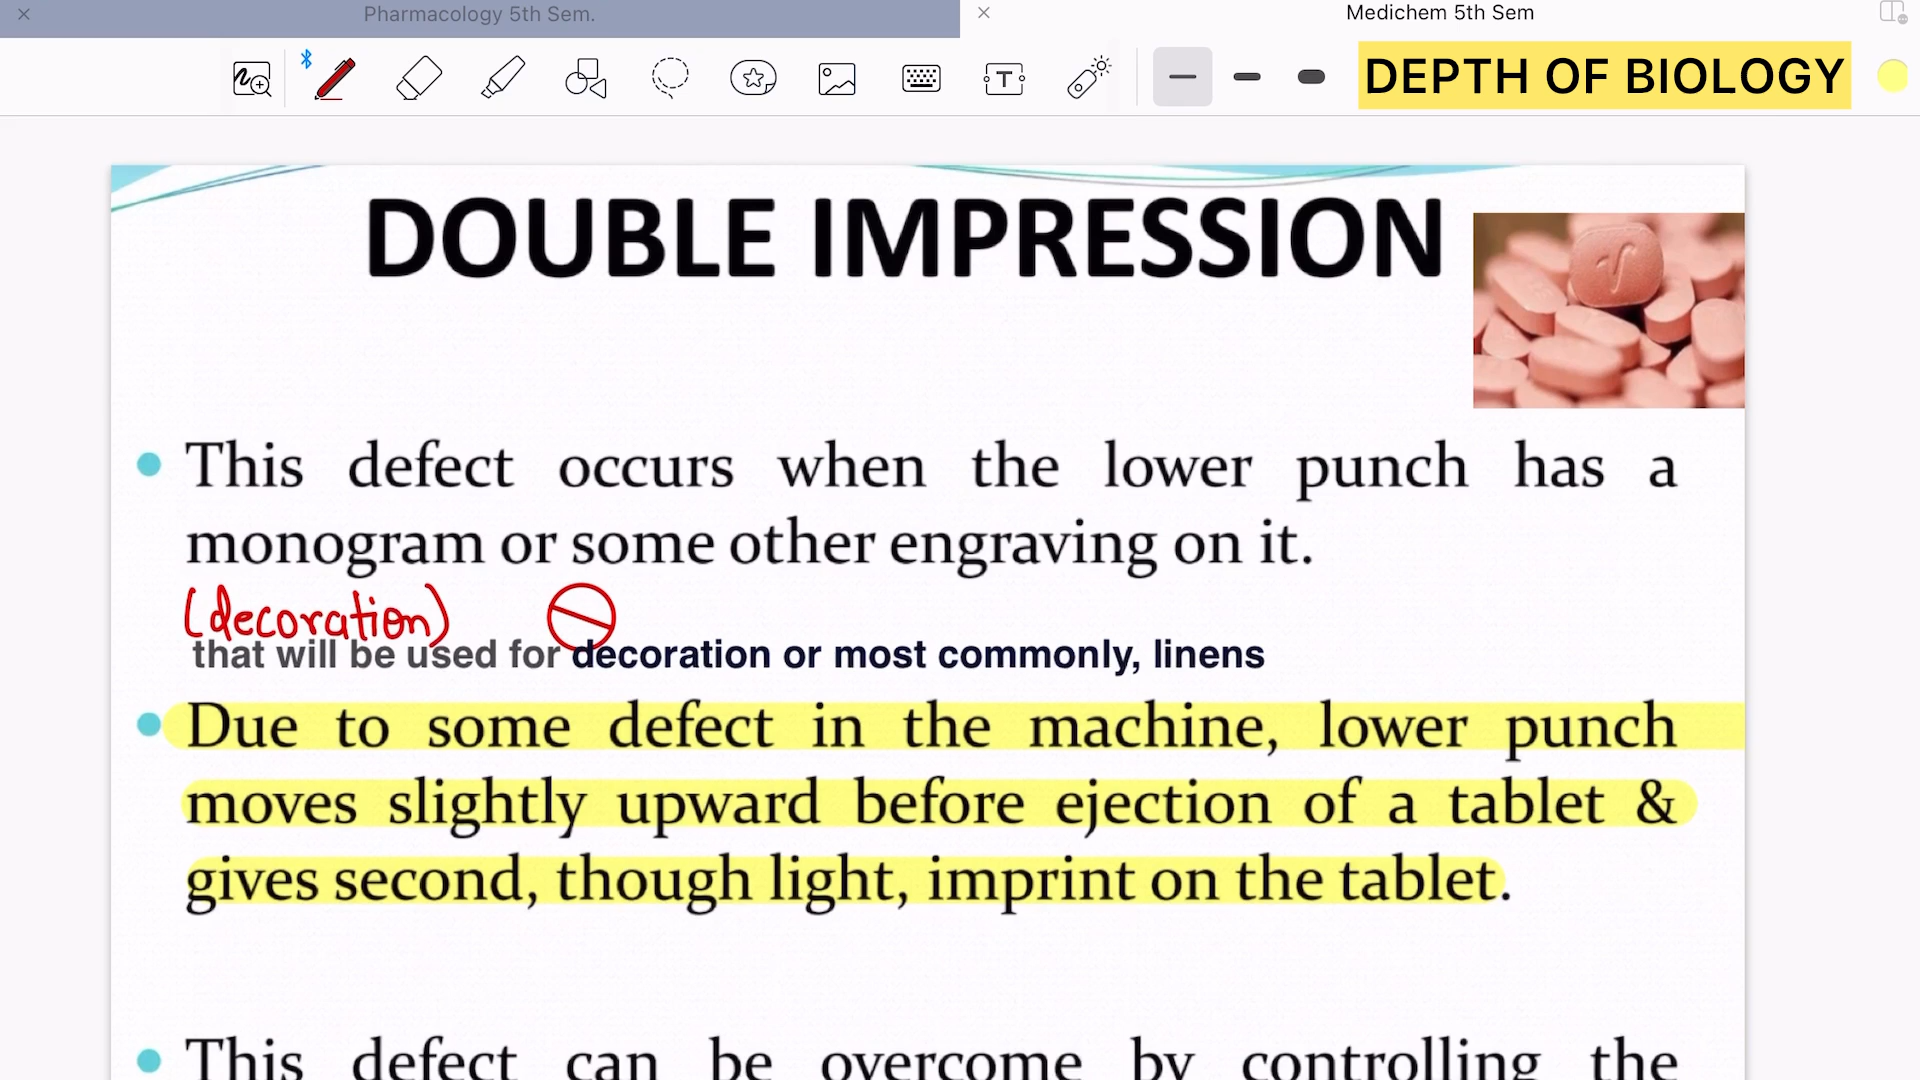 Pharmacology 5th Sem.
Medichem 5th Sem
T
DEPTH OF BIOLOGY
DOUBLE IMPRESSION
This defect occurs when the lower punch has a
monogram or some other engraving on it.
(decoration)
that will be used for decoration or most commonly, linens
Due to some defect in the machine, lower punch
moves slightly upward before ejection of a tablet &
gives second, though light, imprint on the tablet.
This defect can be overcome by controlling the